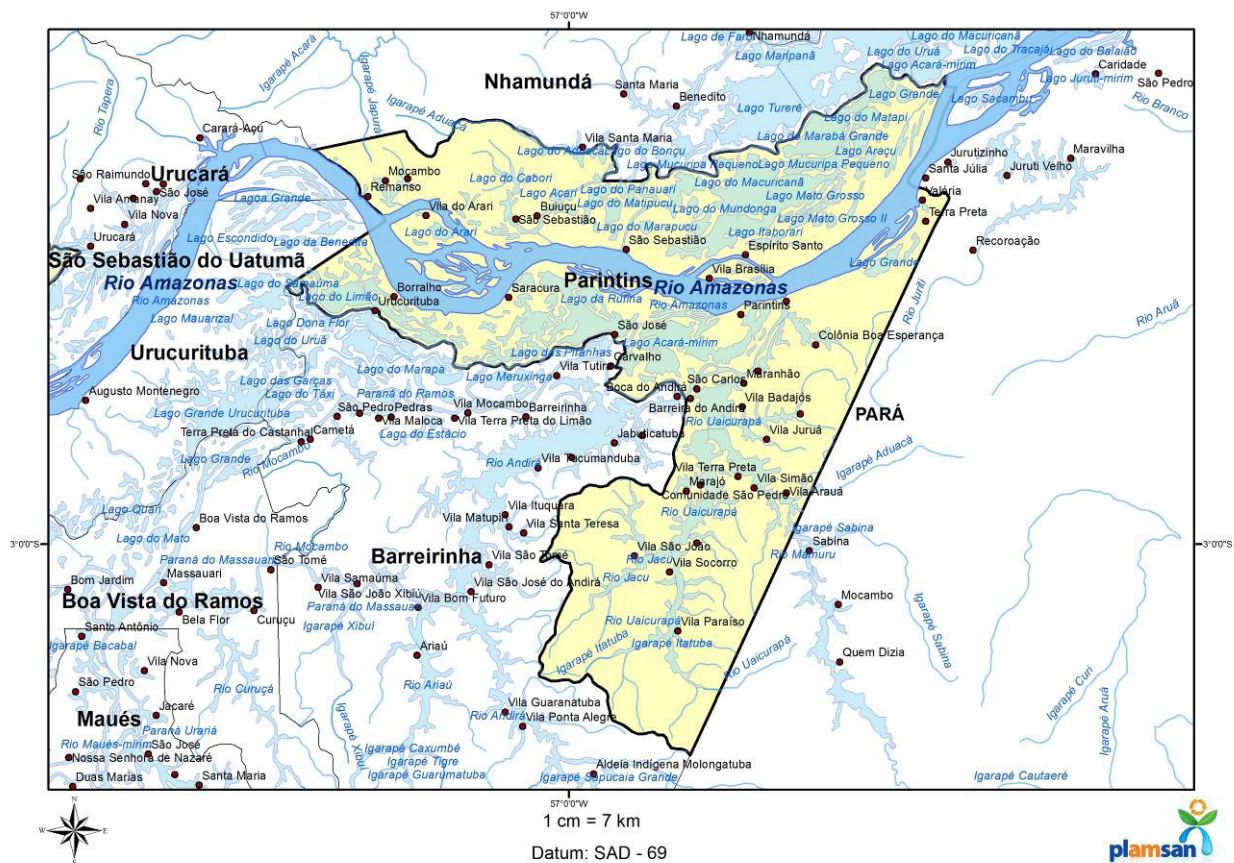 57°0'0"W
Lago do Macuricanã
Lago de Faro
Nhamundá
Lago do Uruá
Lago do Tracajá
Lago do Balaião
Igarapé Acará
Lago Maripanã
Lago Acará-mirim
Caridade
Nhamundá
Lago Juruti-mirim
São Pedro
Rio Tapera
Igarapé Japurá
Santa Maria
Lago Grande
Lago Sacambu
Rio Branco
Benedito
Lago Tutererê
Lago do Matapi
Igarapé Aduacá
Carará-Açú
Vila Santa Maria
Lago do Marabá Grande
Lago do Aduacá
Lago do Bonçu
Lago Araçu
Maravilha
Lago Mucuripa Pequeno
Lago Mucuripa Pequeno
Jurutizinho
São Raimundo
Urucará
Mocambo
Lago do Cabori
Santa Júlia
Juruti Velho
São José
Remanso
Lago Acari
Lago do Panauari
Lago do Macuricanã
Valéria
Vila Amanay
Lagoa Grande
Lago do Matipucu
Lago Mato Grosso
Vila Nova
Vila do Arari
Buiuçu
Lago do Mundonga
Terra Preta
São Sebastião
Lago do Marapucu
Lago Mato Grosso II
Urucará
Lago Escondido
Lago da Benedita
Lago do Arari
Lago Itaborari
São Sebastião
Espírito Santo
Recoroação
São Sebastião do Uatumã
Lago Grande
Vila Brasília
Rio Amazonas
Lago do Samaúma
Parintins
Rio Amazonas
Rio Amazonas
Lago do Limão
Borralho
Saracura
Lago da Rufina
Rio Amazonas
Rio Juriti
Lago Mauarizal
Urucurituba
Parintins
Rio Aruã
Lago Dona Flor
São José
Colônia Boa Esperança
Lago do Uruá
Lago Acará-mirim
Urucurituba
Lago das Piranhas
Carvalho
Lago do Marapá
Vila Tutira
Lago Meruxinga
Maranhão
Lago das Garças
São Carlos
Boca do Andirá
Augusto Montenegro
Lago do Táxi
Paraná do Ramos
Vila Badajós
Lago Grande Urucurituba
São Pedro
Pedras
Vila Mocambo
Barreirinha
Barreira do Andirá
PARÁ
Vila Maloca
Vila Terra Preta do Limão
Rio Uaicurapá
Terra Preta do Castanhal
Cametá
Lago do Estácio
Jabuticatuba
Vila Juruá
Lago Grande
Rio Mocambo
Rio Andirá
Vila Tucumanduba
Igarapé Aduacá
Vila Terra Preta
Marajó
Vila Simão
Comunidade São Pedro
Vila Arauá
Lago Quari
Vila Ituquara
Rio Uaicurapá
Boa Vista do Ramos
Vila Matupiri
Vila Santa Teresa
Igarapé Sabina
Lago do Mato
3°0'0"S
Rio Mocambo
Barreirinha
Vila São João
Sabina
3°0'0"S
Paraná do Massauari
São Tomé
Vila São Tomé
Rio Jacu
Rio Mamuru
Vila Socorro
Bom Jardim
Massauari
Vila Samaúma
Rio Jacu
Vila São João Xibiú
Vila São José do Andirá
Boa Vista do Ramos
Vila Bom Futuro
Mocambo
Paraná do Massauari
Bela Flor
Curuçu
Rio Uaicurapá
Santo Antônio
Igarapé Xibuí
Vila Paraíso
Igarapé Bacabal
Igarapé Itatuba
Igarapé Itatuba
Igarapé Sabina
Ariaú
Vila Nova
Rio Uaicurapá
Quem Dizia
São Pedro
Rio Curuçá
Rio Ariaú
Igarapé Curi
Jacaré
Vila Guaranatuba
Igarapé Aruã
Maués
Paraná Urariá
Rio Andirá
Vila Ponta Alegre
Igarapé Xibuí
Rio Maués-mirim
São José
Igarapé Caxumbé
Nossa Senhora de Nazaré
Igarapé Tigre
Duas Marias
Santa Maria
Igarapé Guarumatuba
Aldeia Indígena Molongatuba
Igarapé Sapucaia Grande
Igarapé Cautaerê
57°0'0"W
N
W
E
S
1 cm = 7 km
Datum: SAD - 69
plamsan